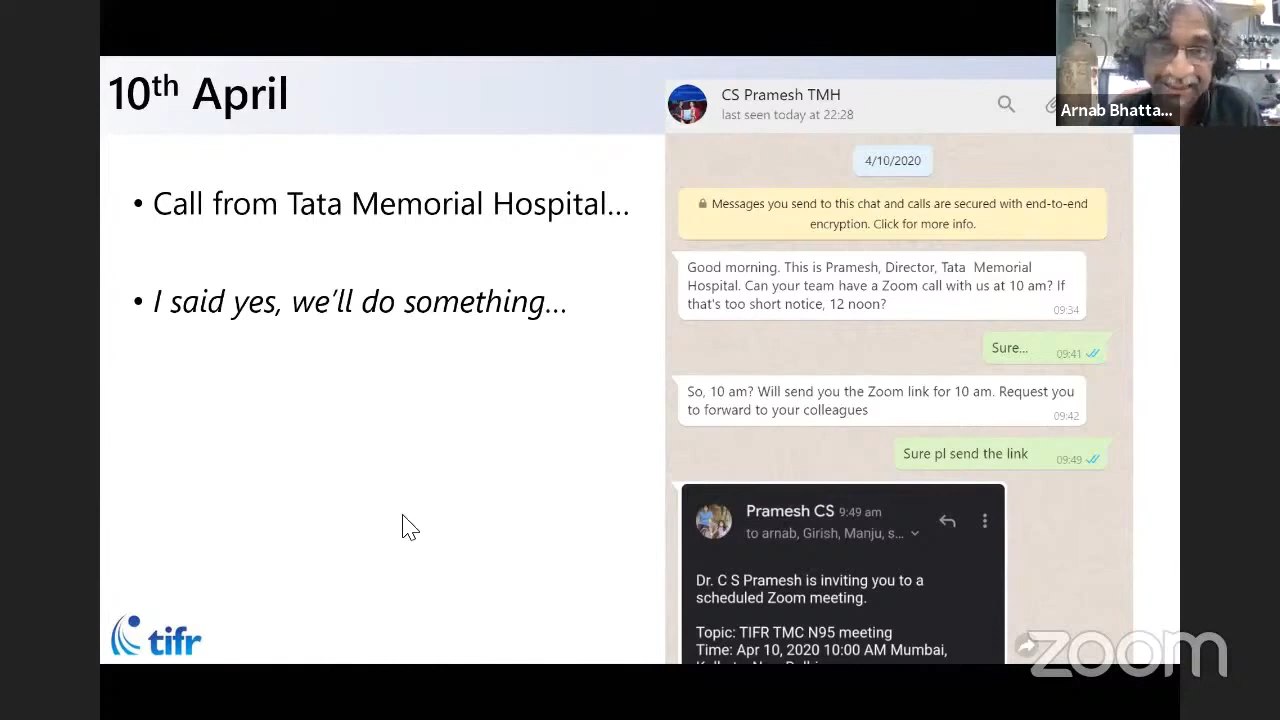 10th April
• Call from Tata Memorial Hospital...
• I said yes, we'll do something...
tifr
CS Pramesh TMH
last seen today at 22:28
4/10/2020
Messages you send to this chat and calls are secured with end-to-end
encryption. Click for more info.
Good morning. This is Pramesh, Director, Tata Memorial
Hospital. Can your team have a Zoom call with us at 10 am? If
that's too short notice, 12 noon?
09:34
Sure...
09:41
So, 10 am? Will send you the Zoom link for 10 am. Request you
to forward to your colleagues
09:42
Sure pl send the link
09:49
Pramesh CS 9:49 am
to arnab, Girish, Manju, s...
Dr. C S Pramesh is inviting you to a
scheduled Zoom meeting.
Topic: TIFR TMC N95 meeting
Time: Apr 10, 2020 10:00 AM Mumbai,
Arnab Bhatta...
zoom